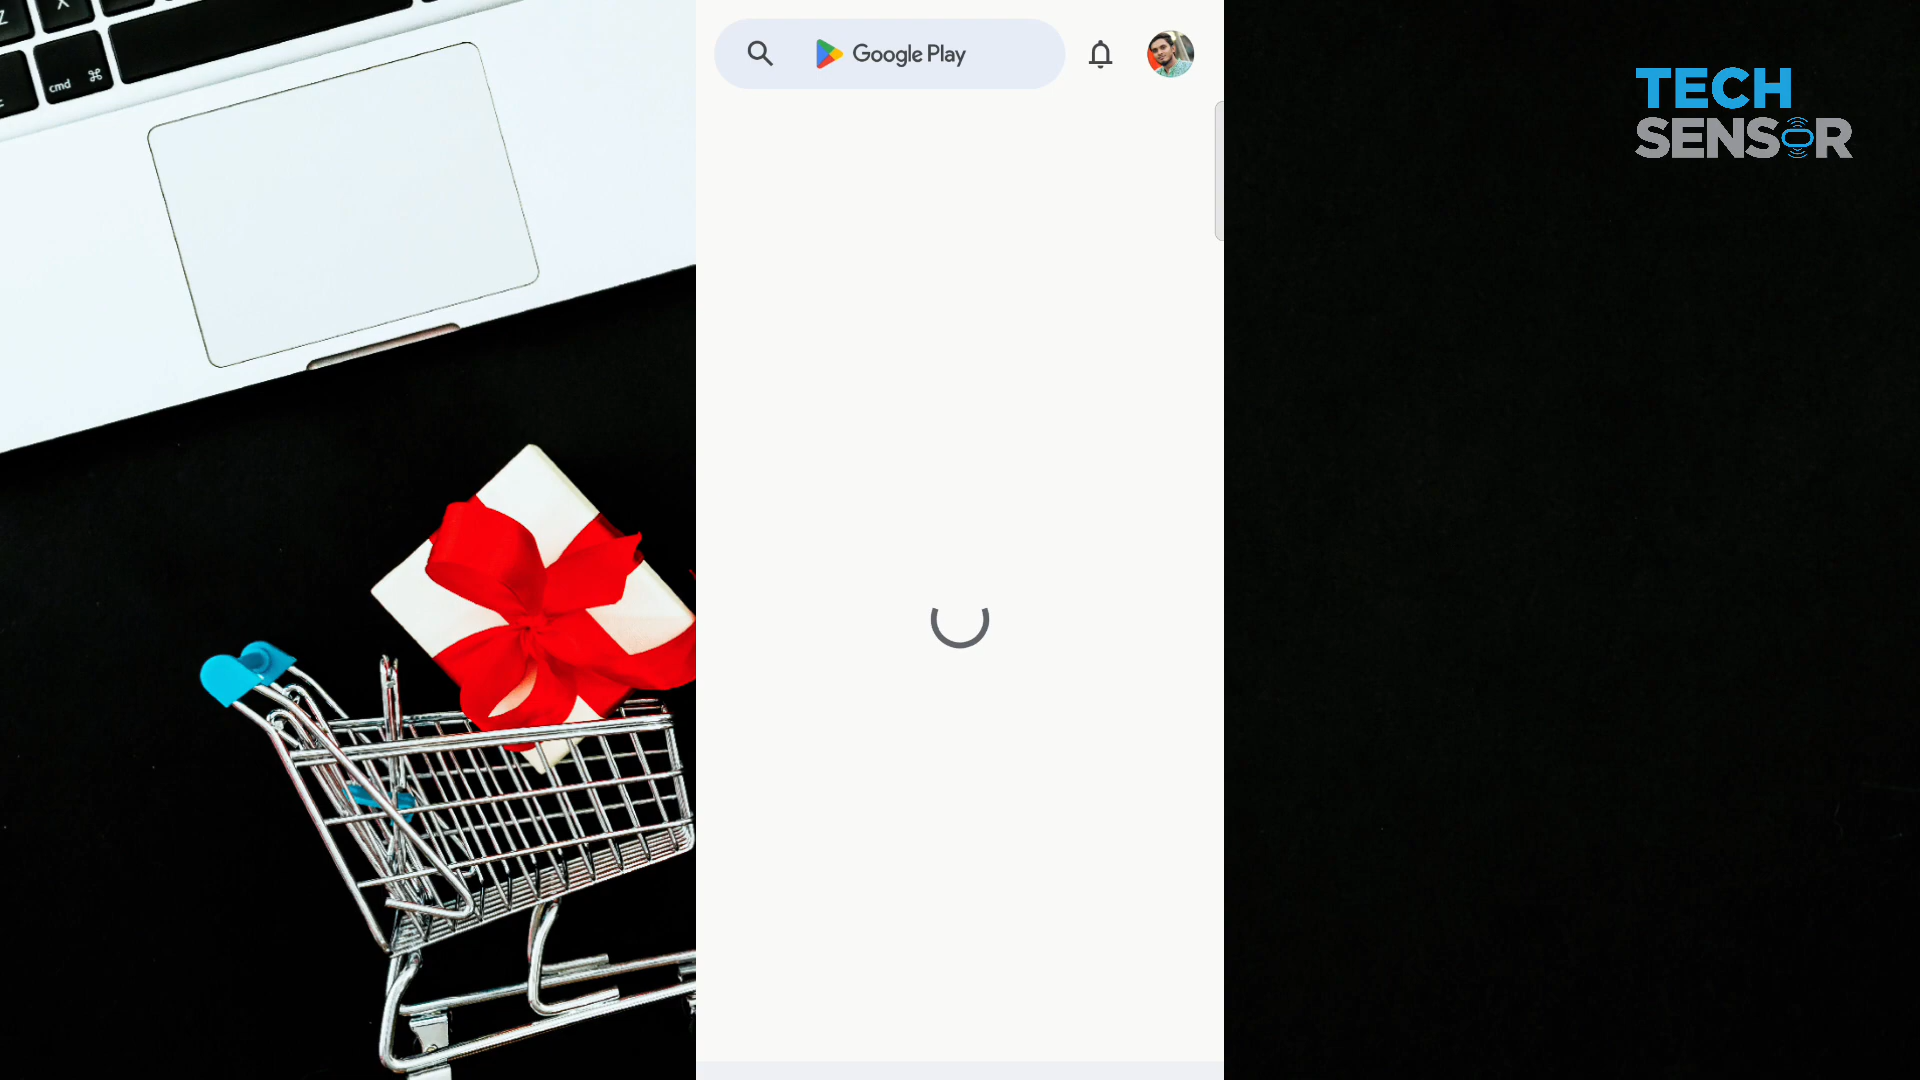 Z
X
cmd ⌘
c
Google Play
TECH
SENSOR